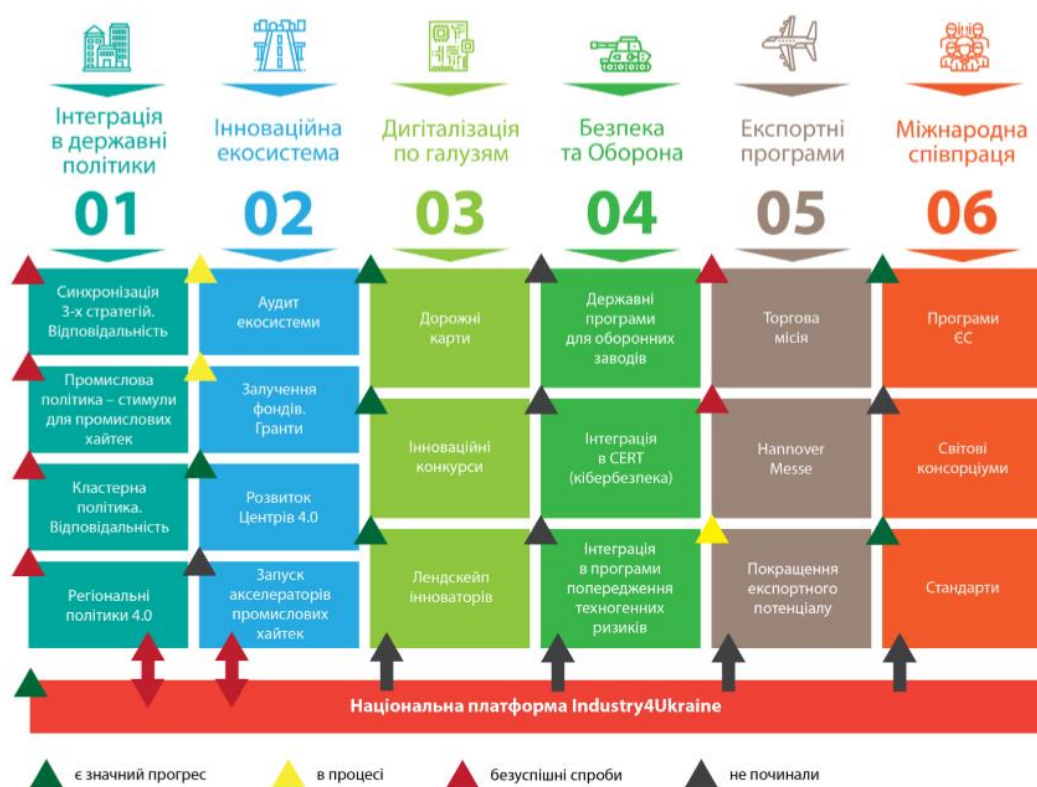 Інтеграція
в державні
політики
01
Інноваційна
екосистема
02
Дигіталізація
по галузям
03
Безпека
та Оборона
04
Експортні
програми
05
Міжнародна
співпраця
06
Синхронізація
3-х стратегій.
Відповідальність
Промислова
політика – стимули
для промислових
хайтек
Кластерна
політика.
Відповідальність
Регіональні
політики 4.0
Аудит
екосистеми
Залучення
фондів.
Гранти
Розвиток
Центрів 4.0
Запуск
акселераторів
промислових
хайтек
Дорожні
карти
Інноваційні
конкурси
Лендскейп
інноваторів
Державні
програми
для оборонних
заводів
Інтеграція
в CERT
(кібербезпека)
Інтеграція
в програми
попередження
техногенних
ризиків
Торгова
місія
Hannover
Messe
Покращення
експортного
потенціалу
Програми
ЄС
Світові
консорціуми
Стандарти
Національна платформа Industry4Ukraine
є значний прогрес
в процесі
безуспішні спроби
не починали